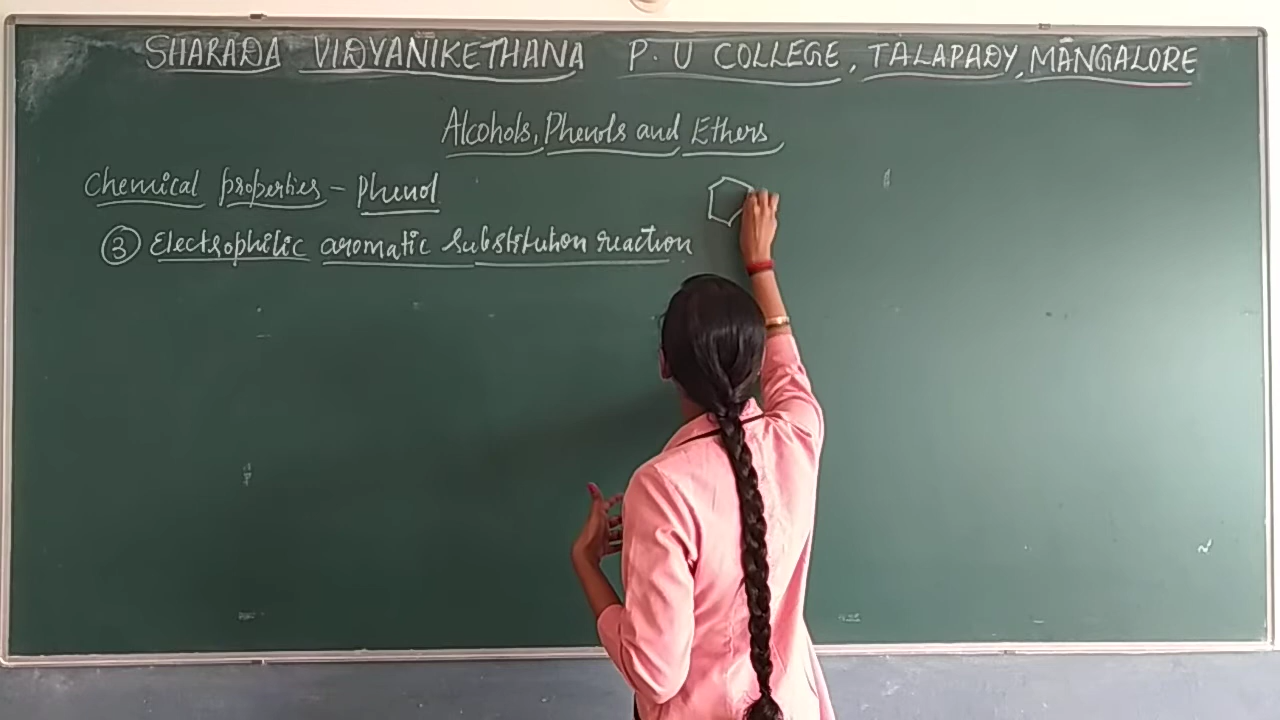 SHARADA VIDYANIKETHANA P.U COLLEGE, TALAPADY, MANGALORE
Alcohols, Phenols and Ethers
Chemical properties - Phenol
③ Electrophilic aromatic substitution reaction